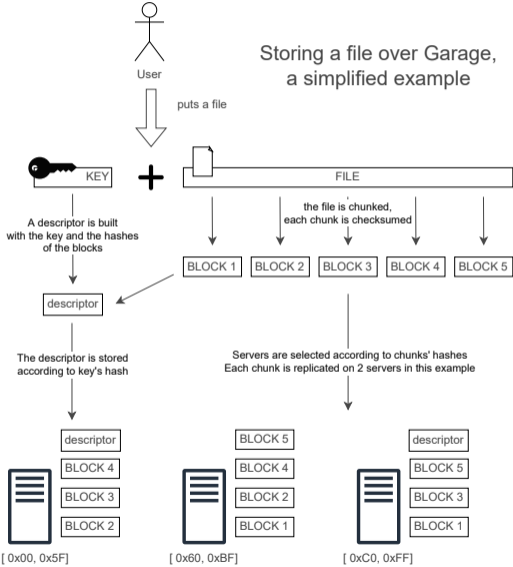 Storing a file over Garage,
a simplified example
User
puts a file
KEY
FILE
the file is chunked,
each chunk is checksumed
A descriptor is built
with the key and the hashes
of the blocks
BLOCK 1
BLOCK 2
BLOCK 3
BLOCK 4
BLOCK 5
descriptor
The descriptor is stored
according to key's hash
Servers are selected according to chunks' hashes
Each chunk is replicated on 2 servers in this example
descriptor
BLOCK 4
BLOCK 3
BLOCK 2
[ 0x00, 0x5F]
BLOCK 5
BLOCK 4
BLOCK 2
BLOCK 1
[ 0x60, 0xBF]
descriptor
BLOCK 5
BLOCK 3
BLOCK 1
[ 0xC0, 0xFF]